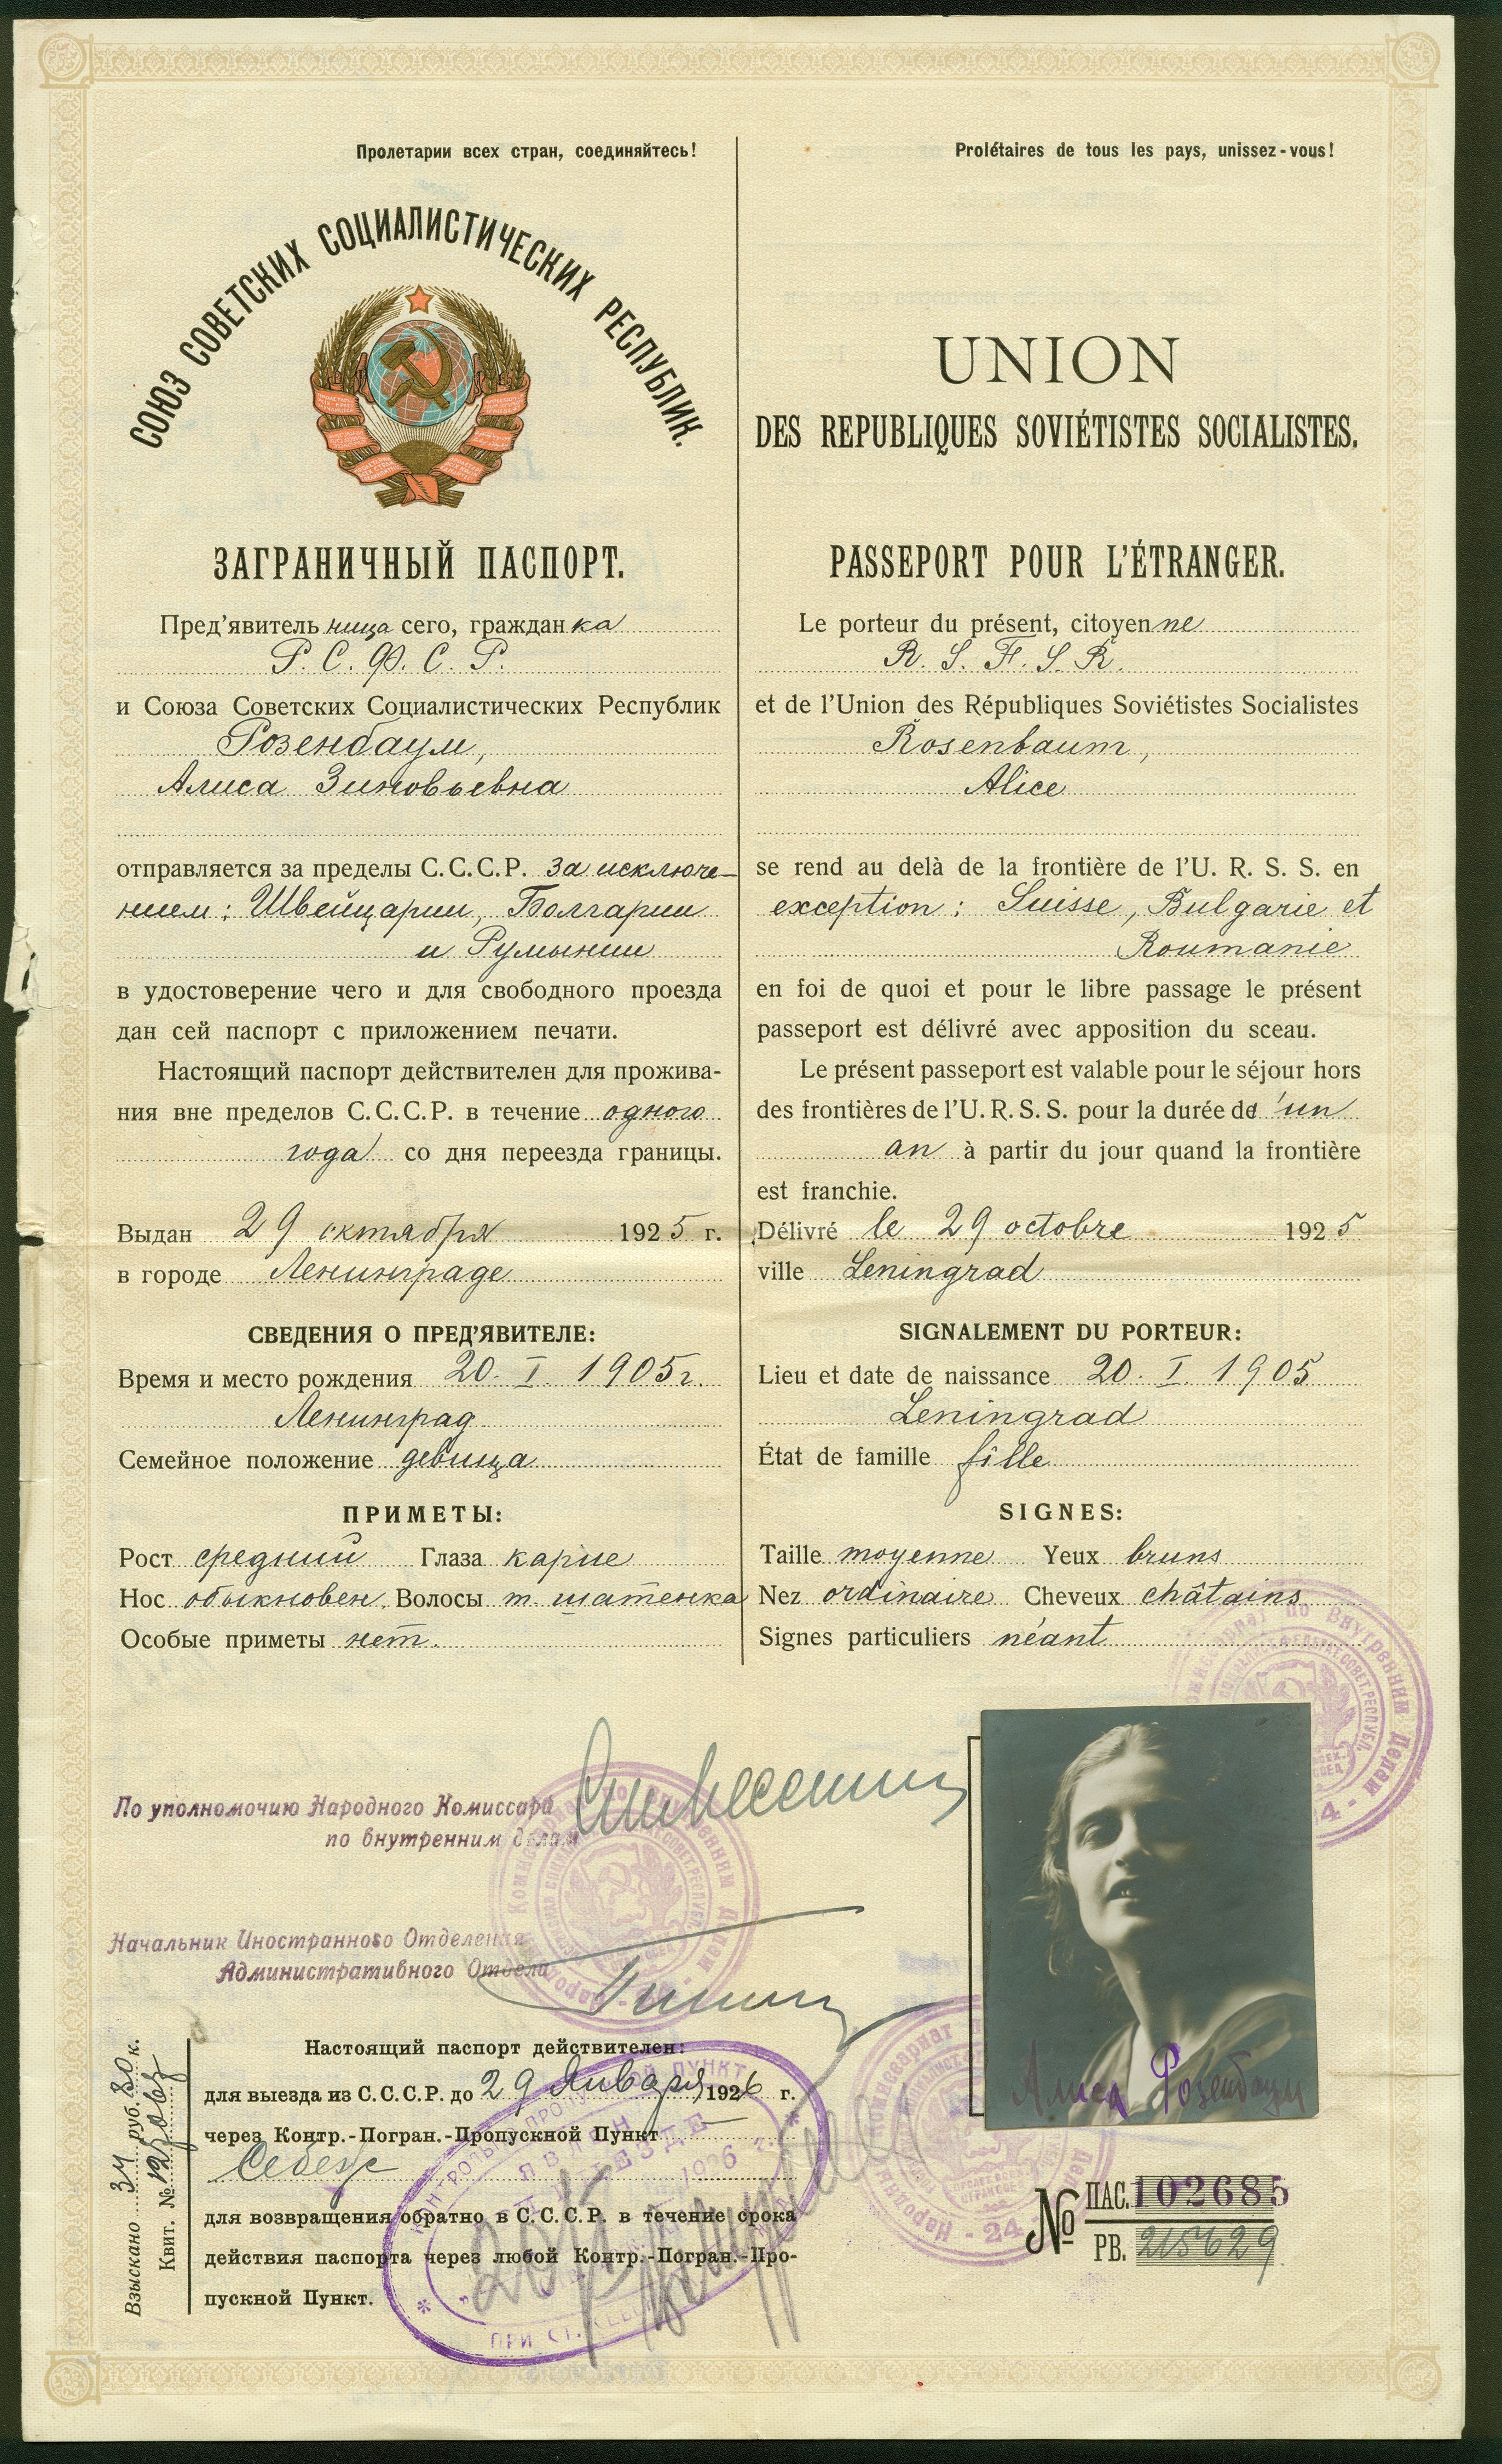 Пролетарии всех стран, соединяйтесь!
СОЮЗ СОВЕТСКИХ СОЦИАЛИСТИЧЕСКИХ РЕСПУБЛИК.
ЗАГРАНИЧНЫЙ ПАСПОРТ.
Пред'явительница сего, гражданка
Р. С. Ф. С. Р.
и Союза Советских Социалистических Республик
Розенбаум,
Алиса Зиновьевна
отправляется за пределы С.С.С.Р. за исключе-
нием: Швейцарии, Болгарии
и Румынии
в удостоверение чего и для свободного проезда
дан сей паспорт с приложением печати.
Настоящий паспорт действителен для прожива-
ния вне пределов С.С.С.Р. в течение одного
года со дня переезда границы.
Выдан 29 октября 1925 г.
в городе Ленинграде
СВЕДЕНИЯ О ПРЕД'ЯВИТЕЛЕ:
Время и место рождения 20. I. 1905 г.
Ленинград
Семейное положение девица
ПРИМЕТЫ:
Рост средний Глаза карие
Нос обыкновен. Волосы т. шатенка
Особые приметы нет.
Prolétaires de tous les pays, unissez-vous!
UNION
DES REPUBLIQUES SOVIÉTISTES SOCIALISTES.
PASSEPORT POUR L'ÉTRANGER.
Le porteur du présent, citoyenne
R. S. F. S. R.
et de l'Union des Républiques Soviétistes Socialistes
Rosenbaum,
Alice
se rend au delà de la frontière de l'U. R. S. S. en
exception: Suisse, Bulgarie et
Roumanie
en foi de quoi et pour le libre passage le présent
passeport est délivré avec apposition du sceau.
Le présent passeport est valable pour le séjour hors
des frontières de l'U. R. S. S. pour la durée d'un
an à partir du jour quand la frontière
est franchie.
Délivré le 29 octobre 1925
ville Leningrad
SIGNALEMENT DU PORTEUR:
Lieu et date de naissance 20. I. 1905
Leningrad
État de famille fille
SIGNES:
Taille moyenne Yeux bruns
Nez ordinaire Cheveux châtains
Signes particuliers néant
По уполномочию Народного Комиссара
по внутренним делам
Начальник Иностранного Отделения
Административного Отдела
Взыскано 34 руб. 80 к.
Квит. №
Настоящий паспорт действителен:
для выезда из С.С.С.Р. до 29 Января 1926 г.
через Контр.-Погран.-Пропускной Пункт
Себеж
для возвращения обратно в С.С.С.Р. в течение срока
действия паспорта через любой Контр.-Погран.-Про-
пускной Пункт.
Алиса Розенбаум
№ ПАС. 102685
РВ. 215629